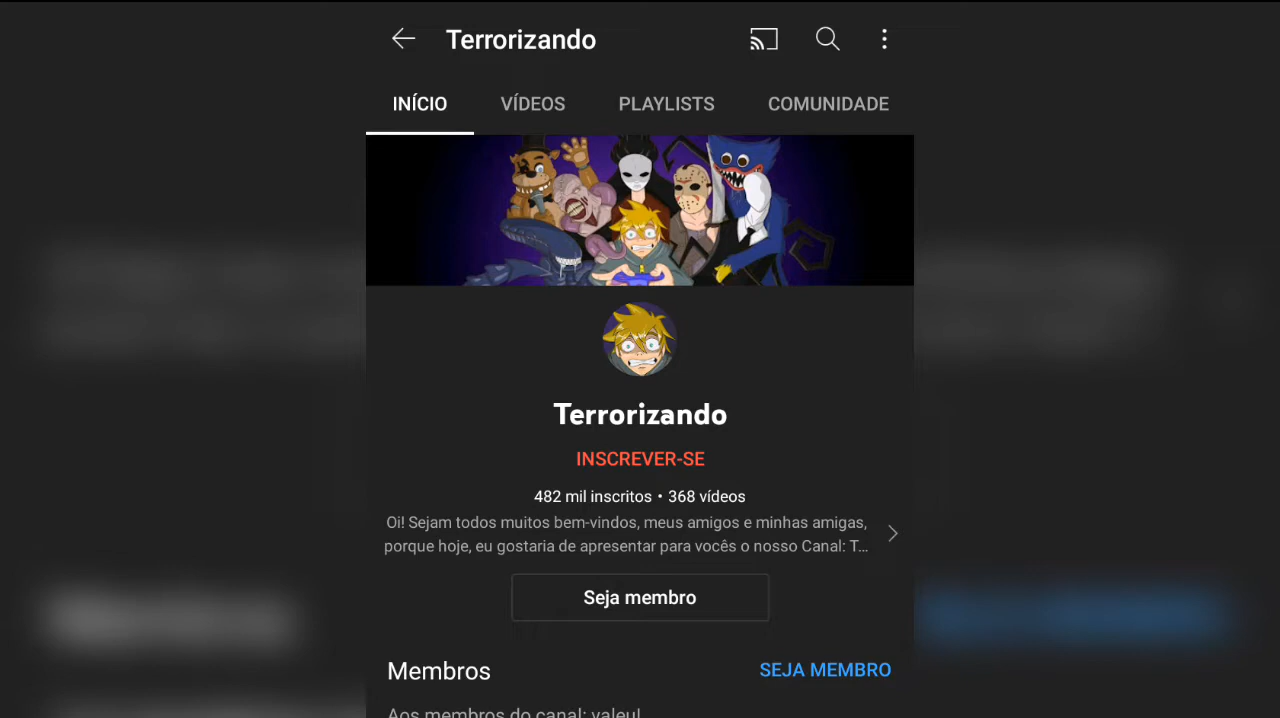 Terrorizando
INÍCIO VÍDEOS PLAYLISTS COMUNIDADE
Terrorizando
INSCREVER-SE
482 mil inscritos • 368 vídeos
Oi! Sejam todos muitos bem-vindos, meus amigos e minhas amigas,
porque hoje, eu gostaria de apresentar para vocês o nosso Canal: T...
Seja membro
Membros SEJA MEMBRO
Aos membros do canal: valeu!